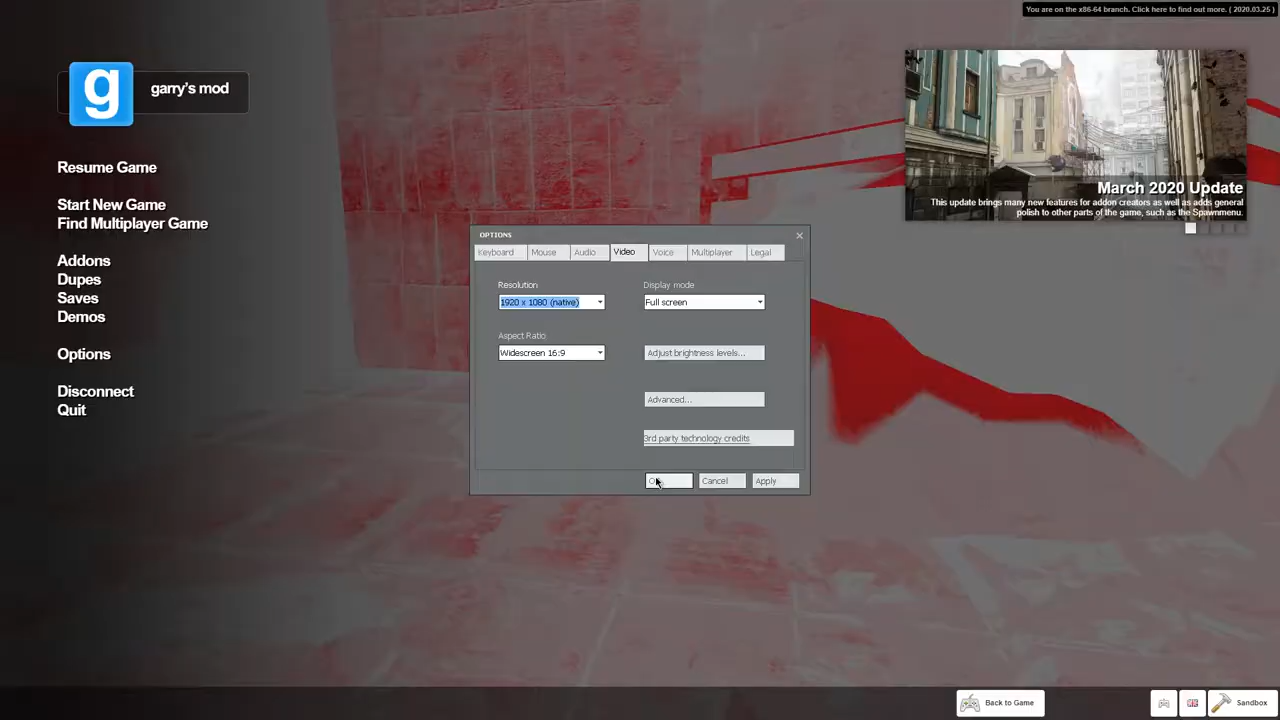 You are on the x86-64 branch. Click here to find out more. ( 2020.03.25 )
g
garry's mod
Resume Game
Start New Game
Find Multiplayer Game
Addons
Dupes
Saves
Demos
Options
Disconnect
Quit
March 2020 Update
This update brings many new features for addon creators as well as adds general
polish to other parts of the game, such as the Spawnmenu.
OPTIONS
Keyboard Mouse Audio Video Voice Multiplayer Legal
Resolution Display mode
1920 x 1080 (native) Full screen
Aspect Ratio
Widescreen 16:9 Adjust brightness levels...
Advanced...
3rd party technology credits
Cancel Apply
Back to Game Sandbox